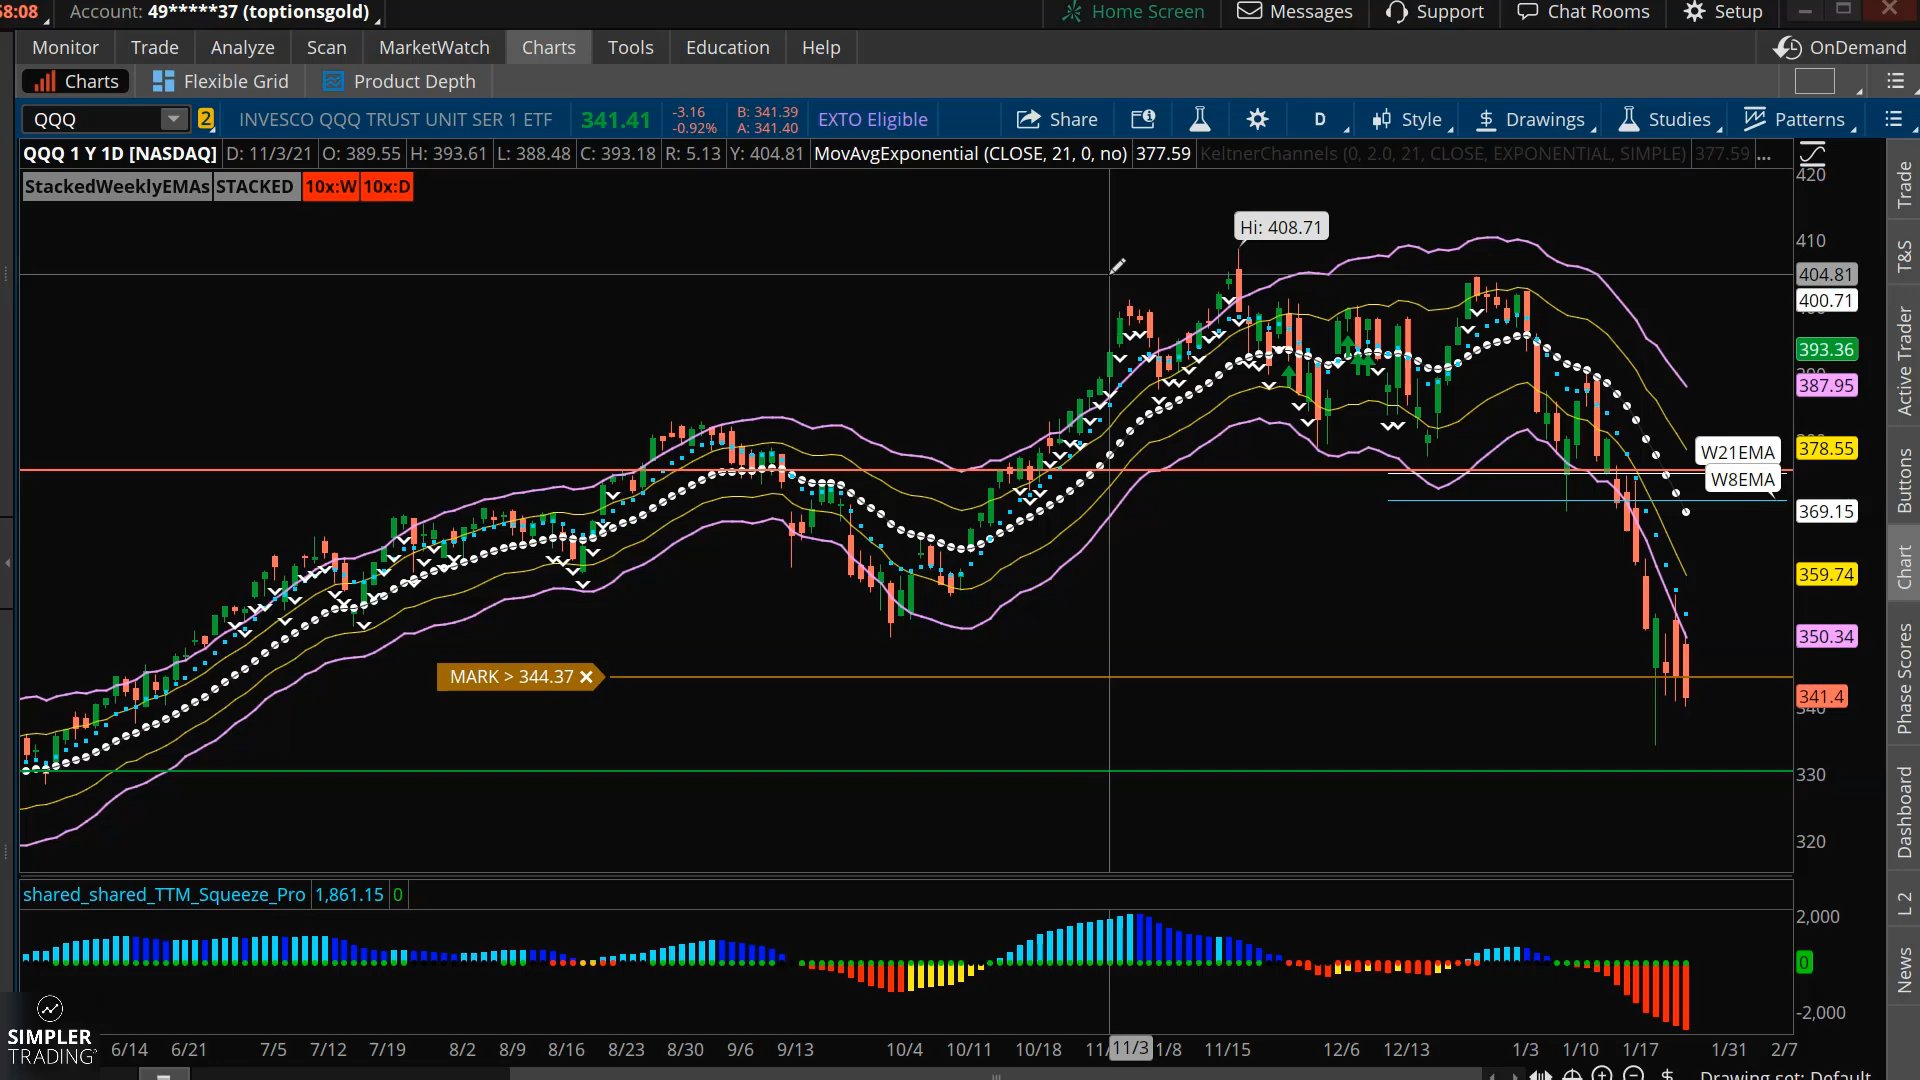 58:08 Account: 49*****37 (toptionsgold) Home Screen Messages Support Chat Rooms Setup
Monitor Trade Analyze Scan MarketWatch Charts Tools Education Help OnDemand
Charts Flexible Grid Product Depth
QQQ 2 INVESCO QQQ TRUST UNIT SER 1 ETF 341.41 -3.16 -0.92% B: 341.39 A: 341.40 EXTO Eligible Share D Style Drawings Studies Patterns
QQQ 1 Y 1D [NASDAQ] D: 11/3/21 O: 389.55 H: 393.61 L: 388.48 C: 393.18 R: 5.13 Y: 404.81 MovAvgExponential (CLOSE, 21, 0, no) 377.59 KeltnerChannels (0, 2.0, 21, CLOSE, EXPONENTIAL, SIMPLE) 377.59 ...
StackedWeeklyEMAs STACKED 10x:W 10x:D
420
Hi: 408.71
410
404.81
400.71
393.36
387.95
W21EMA
378.55
W8EMA
369.15
359.74
350.34
MARK > 344.37
341.4
340
330
320
shared_shared_TTM_Squeeze_Pro 1,861.15 0
2,000
0
-2,000
SIMPLER
TRADING
6/14 6/21 7/5 7/12 7/19 8/2 8/9 8/16 8/23 8/30 9/6 9/13 10/4 10/11 10/18 11/3 11/15 12/6 12/13 1/3 1/10 1/17 1/31 2/7
Drawing set: Default
Trade
T&S
Active Trader
Buttons
Chart
Phase Scores
Dashboard
L 2
News